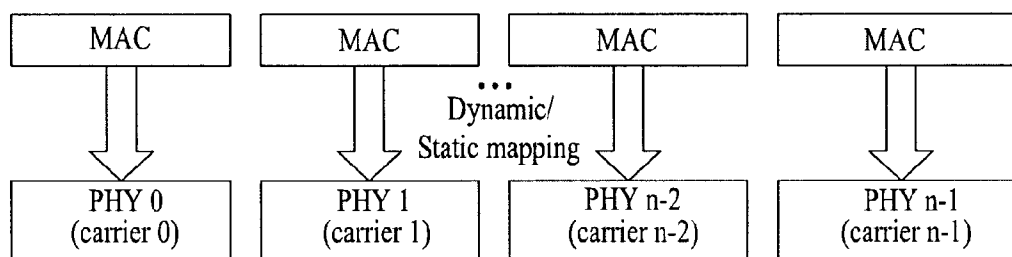 MAC
MAC
MAC
MAC
...
Dynamic/
Static mapping
PHY 0
(carrier 0)
PHY 1
(carrier 1)
PHY n-2
(carrier n-2)
PHY n-1
(carrier n-1)